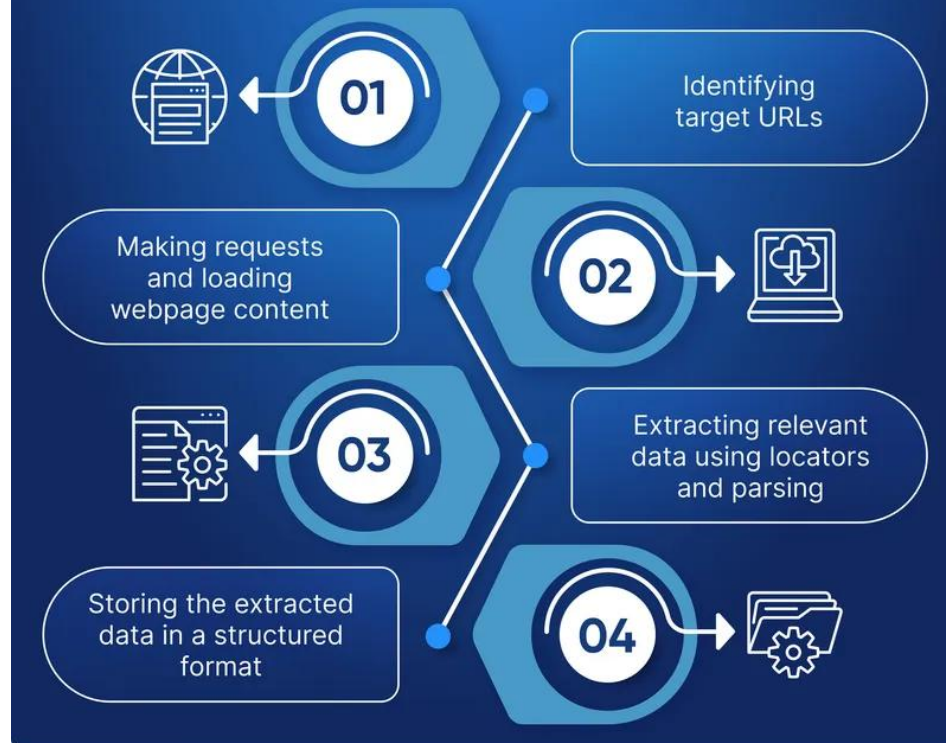 01
Identifying
target URLs
Making requests
and loading
webpage content
02
03
Extracting relevant
data using locators
and parsing
Storing the extracted
data in a structured
format
04